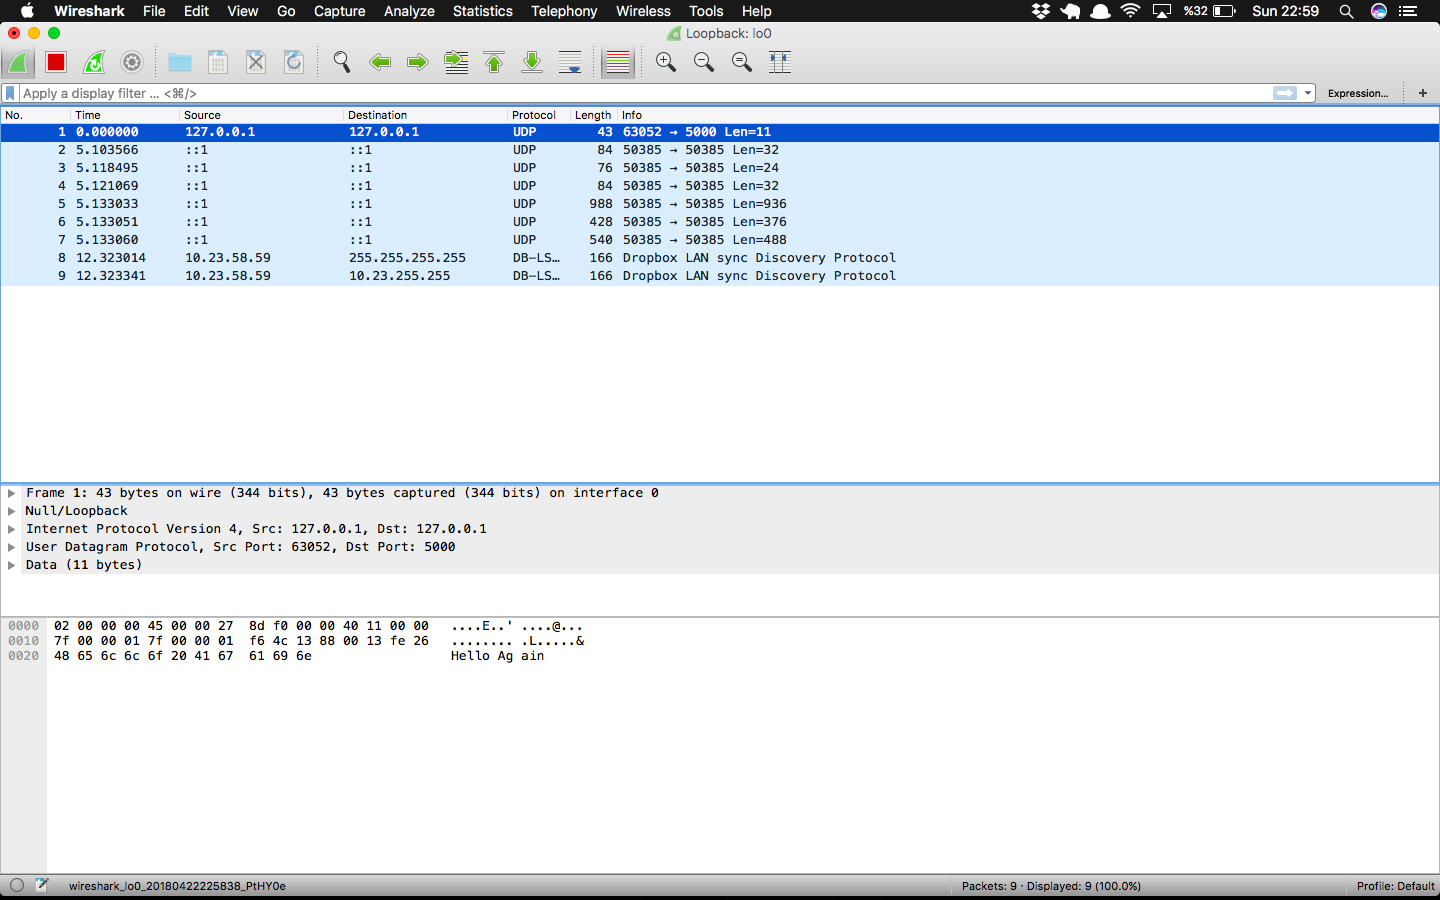 Wireshark File Edit View Go Capture Analyze Statistics Telephony Wireless Tools Help %32 Sun 22:59
Loopback: lo0
Apply a display filter ... <⌘/> Expression... +
No. Time Source Destination Protocol Length Info
1 0.000000 127.0.0.1 127.0.0.1 UDP 43 63052 → 5000 Len=11
2 5.103566 ::1 ::1 UDP 84 50385 → 50385 Len=32
3 5.118495 ::1 ::1 UDP 76 50385 → 50385 Len=24
4 5.121069 ::1 ::1 UDP 84 50385 → 50385 Len=32
5 5.133033 ::1 ::1 UDP 988 50385 → 50385 Len=936
6 5.133051 ::1 ::1 UDP 428 50385 → 50385 Len=376
7 5.133060 ::1 ::1 UDP 540 50385 → 50385 Len=488
8 12.323014 10.23.58.59 255.255.255.255 DB-LS… 166 Dropbox LAN sync Discovery Protocol
9 12.323341 10.23.58.59 10.23.255.255 DB-LS… 166 Dropbox LAN sync Discovery Protocol
Frame 1: 43 bytes on wire (344 bits), 43 bytes captured (344 bits) on interface 0
Null/Loopback
Internet Protocol Version 4, Src: 127.0.0.1, Dst: 127.0.0.1
User Datagram Protocol, Src Port: 63052, Dst Port: 5000
Data (11 bytes)
0000 02 00 00 00 45 00 00 27 8d f0 00 00 40 11 00 00 ....E..' ....@...
0010 7f 00 00 01 7f 00 00 01 f6 4c 13 88 00 13 fe 26 ........ .L.....&
0020 48 65 6c 6c 6f 20 41 67 61 69 6e Hello Ag ain
wireshark_lo0_20180422225838_PtHY0e Packets: 9 · Displayed: 9 (100.0%) Profile: Default